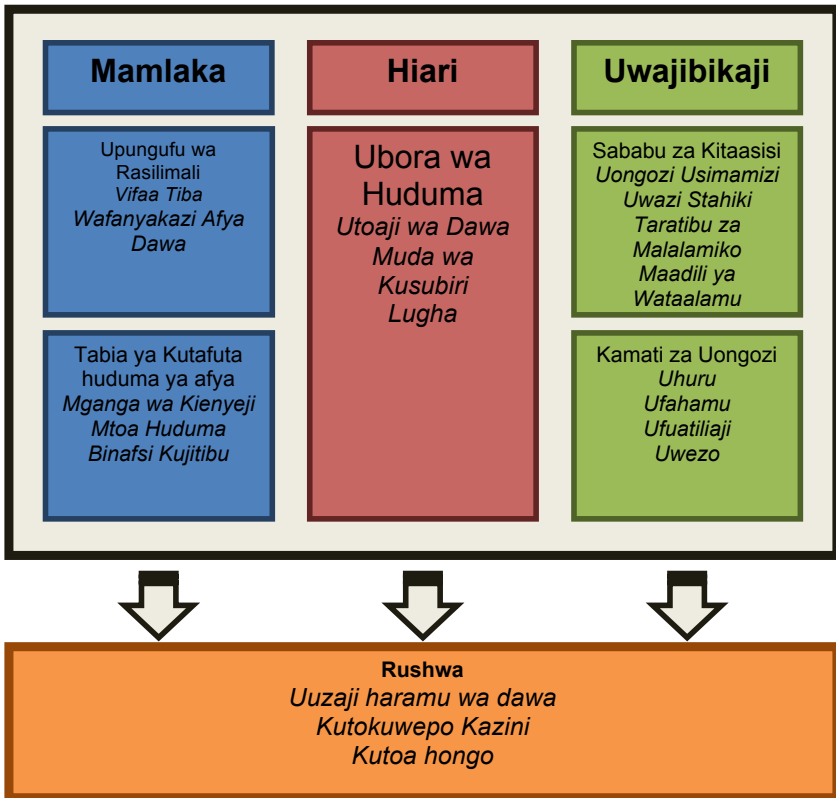 Mamlaka
Upungufu wa
Rasilimali
Vifaa Tiba
Wafanyakazi Afya
Dawa
Tabia ya Kutafuta
huduma ya afya
Mganga wa Kienyeji
Mtoa Huduma
Binafsi Kujitibu
Hiari
Ubora wa
Huduma
Utoaji wa Dawa
Muda wa
Kusubiri
Lugha
Uwajibikaji
Sababu za Kitaasisi
Uongozi Usimamizi
Uwazi Stahiki
Taratibu za
Malalamiko
Maadili ya
Wataalamu
Kamati za Uongozi
Uhuru
Ufahamu
Ufuatiliaji
Uwezo
Rushwa
Uuzaji haramu wa dawa
Kutokuwepo Kazini
Kutoa hongo